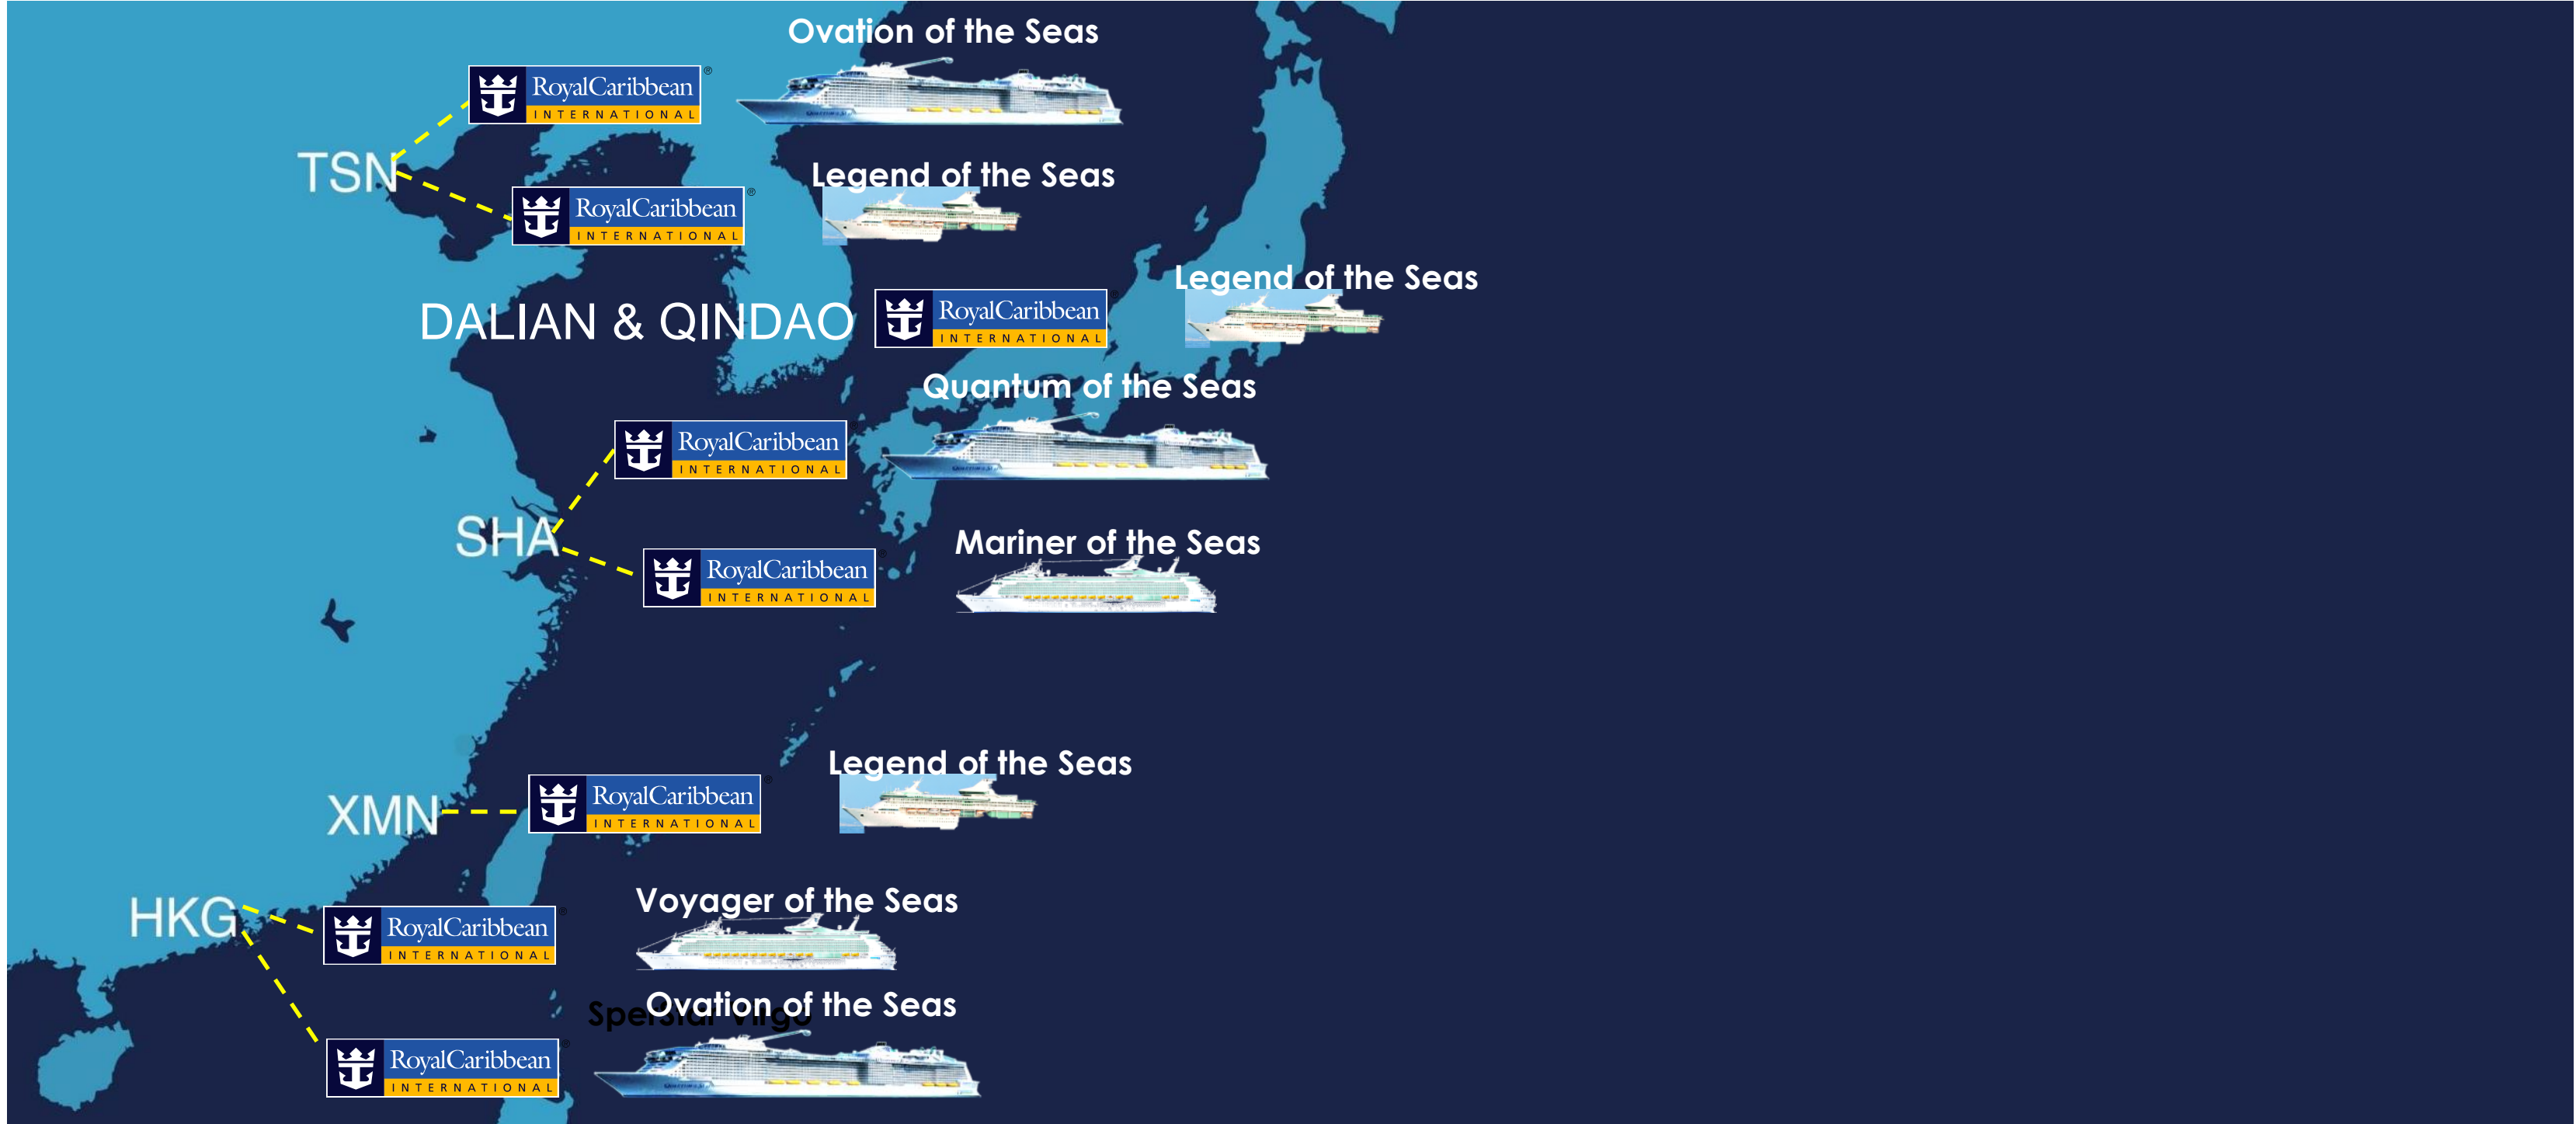 Ovation of the Seas
RoyalCaribbean®
INTERNATIONAL
TSN
Legend of the Seas
RoyalCaribbean®
INTERNATIONAL
Legend of the Seas
DALIAN & QINDAO
RoyalCaribbean
INTERNATIONAL
Quantum of the Seas
RoyalCaribbean
INTERNATIONAL
SHA
Mariner of the Seas
RoyalCaribbean®
INTERNATIONAL
Legend of the Seas
XMN
RoyalCaribbean®
INTERNATIONAL
Voyager of the Seas
HKG
RoyalCaribbean®
INTERNATIONAL
Ovation of the Seas
RoyalCaribbean®
INTERNATIONAL